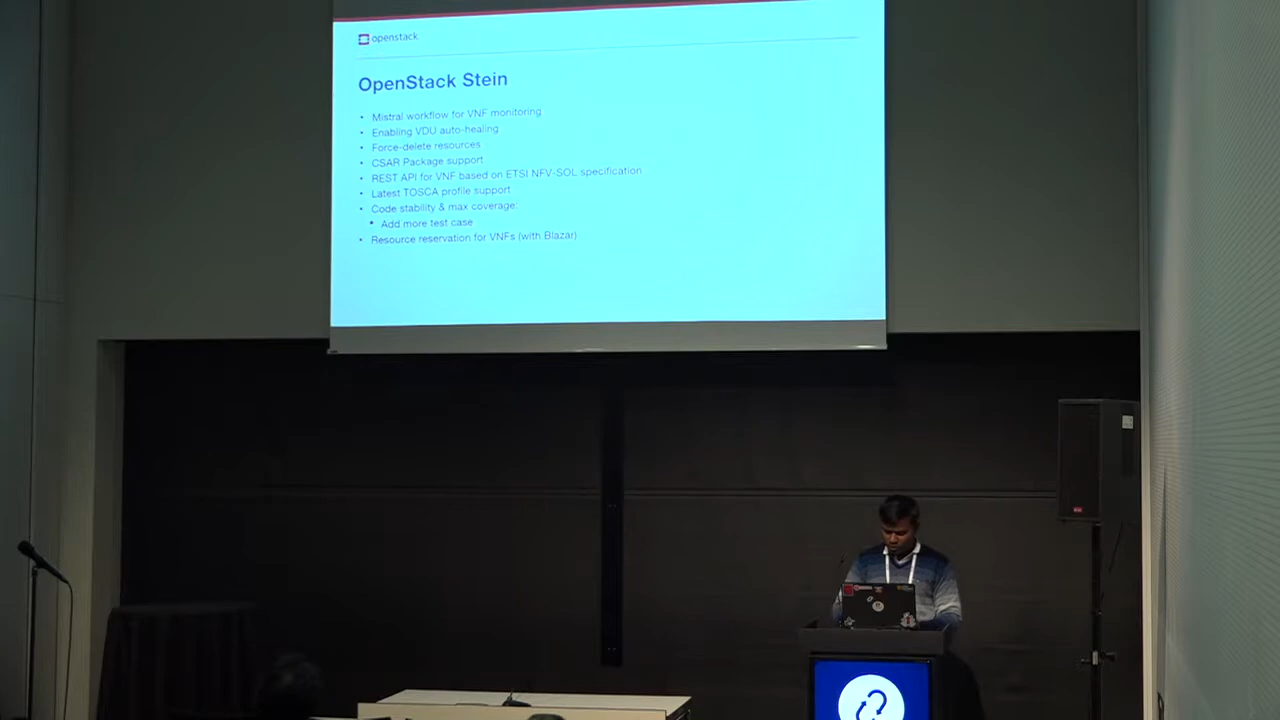 openstack.
OpenStack Stein
• Mistral workflow for VNF monitoring
• Enabling VDU auto-healing
• Force-delete resources
• CSAR Package support
• REST API for VNF based on ETSI NFV-SOL specification
• Latest TOSCA profile support
• Code stability & max coverage:
• Add more test case
• Resource reservation for VNFs (with Blazar)